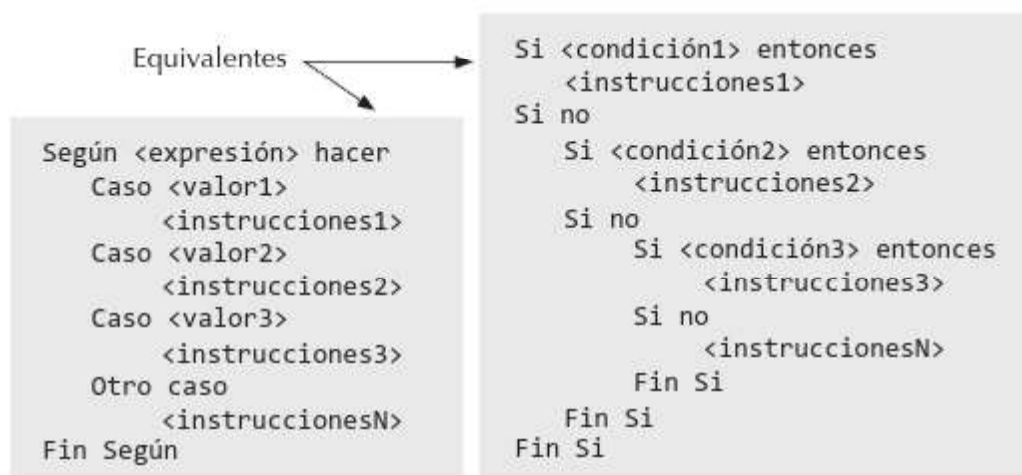 Equivalentes
Según <expresión> hacer
Caso <valor1>
<instrucciones1>
Caso <valor2>
<instrucciones2>
Caso <valor3>
<instrucciones3>
Otro caso
<instruccionesN>
Fin Según
Si <condición1> entonces
<instrucciones1>
Si no
Si <condición2> entonces
<instrucciones2>
Si no
Si <condición3> entonces
<instrucciones3>
Si no
<instruccionesN>
Fin Si
Fin Si
Fin Si